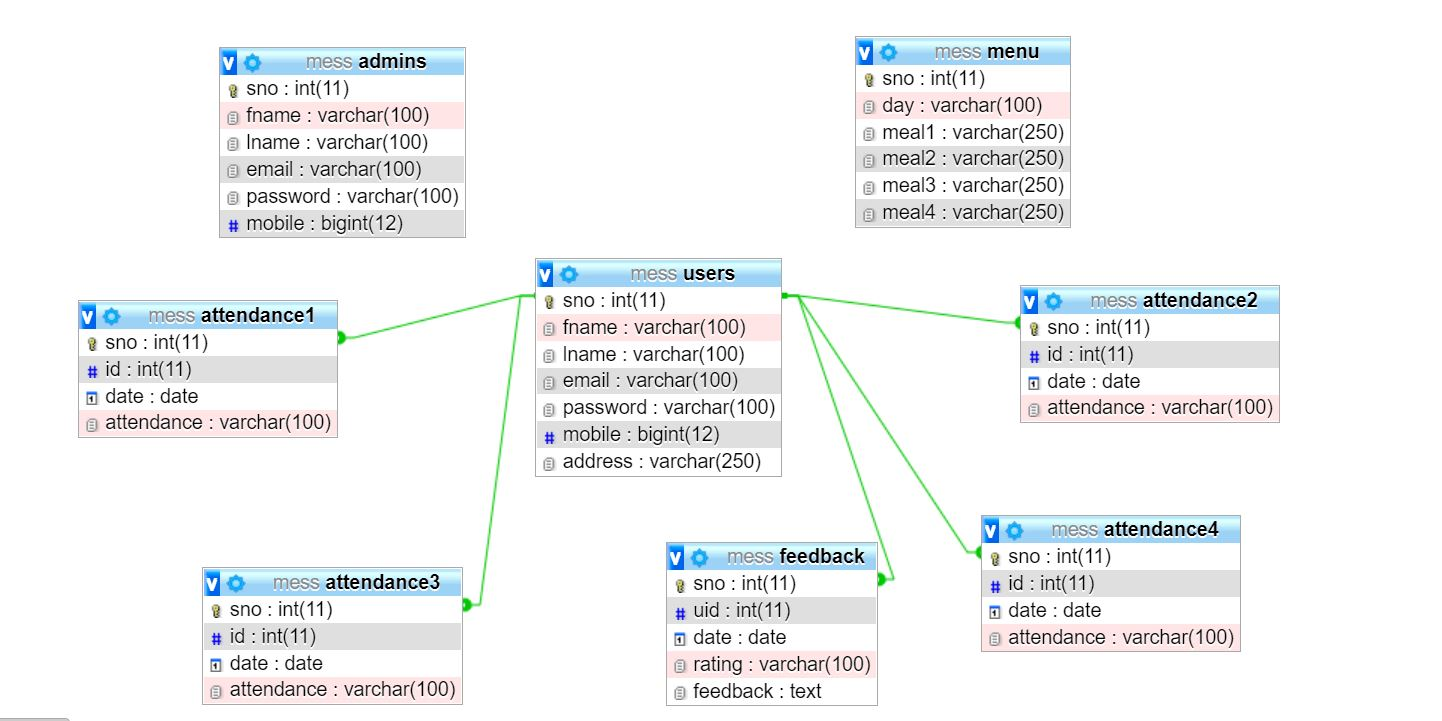 mess admins
sno : int(11)
fname : varchar(100)
lname : varchar(100)
email : varchar(100)
password : varchar(100)
mobile : bigint(12)
mess menu
sno : int(11)
day : varchar(100)
meal1 : varchar(250)
meal2 : varchar(250)
meal3 : varchar(250)
meal4 : varchar(250)
mess attendance1
sno : int(11)
id : int(11)
date : date
attendance : varchar(100)
mess users
sno : int(11)
fname : varchar(100)
lname : varchar(100)
email : varchar(100)
password : varchar(100)
mobile : bigint(12)
address : varchar(250)
mess attendance2
sno : int(11)
id : int(11)
date : date
attendance : varchar(100)
mess attendance3
sno : int(11)
id : int(11)
date : date
attendance : varchar(100)
mess feedback
sno : int(11)
uid : int(11)
date : date
rating : varchar(100)
feedback : text
mess attendance4
sno : int(11)
id : int(11)
date : date
attendance : varchar(100)